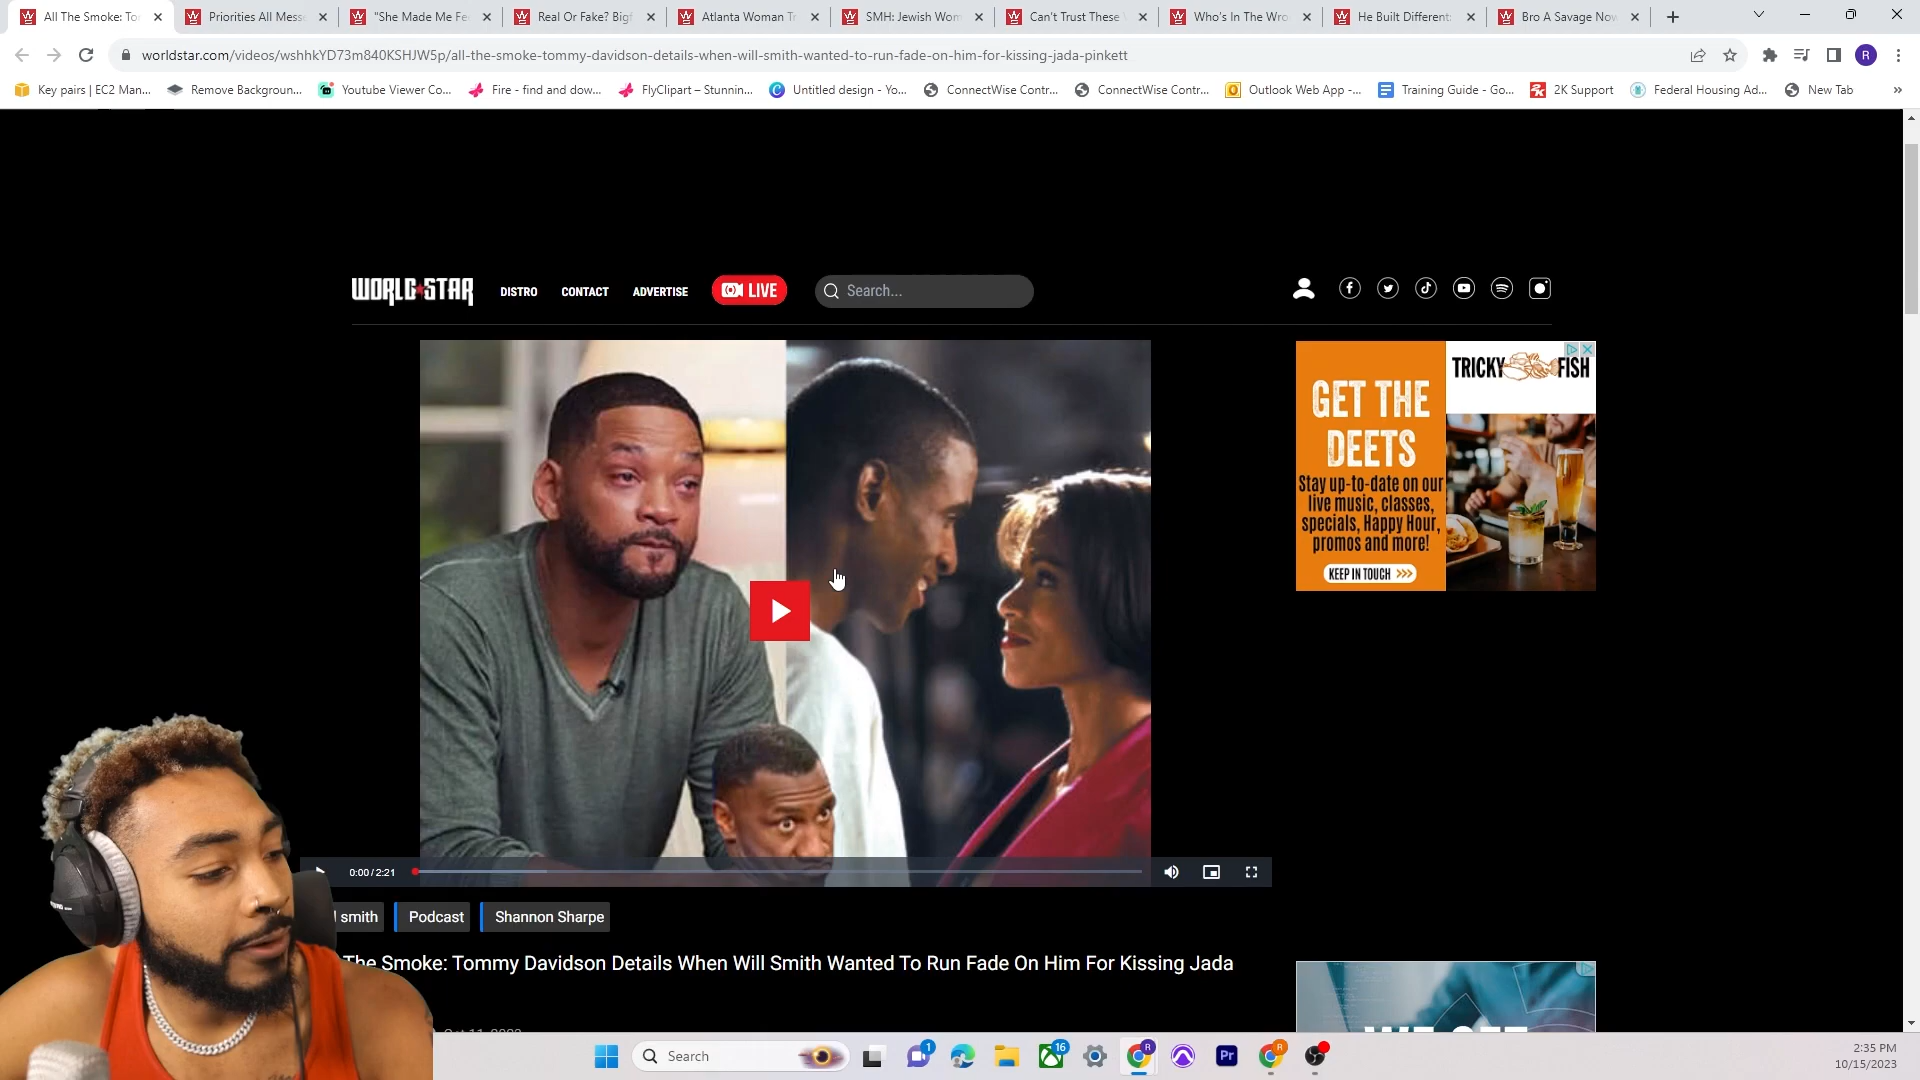 All The Smoke: To
Priorities All Mess
"She Made Me Fe
Real Or Fake? Bigf
Atlanta Woman T
SMH: Jewish Wom
Can't Trust These
Who's In The Wro
He Built Different
Bro A Savage Nov
worldstar.com/videos/wshhkYD73m840KSHJW5p/all-the-smoke-tommy-davidson-details-when-will-smith-wanted-to-run-fade-on-him-for-kissing-jada-pinkett
R
Key pairs | EC2 Man...
Remove Backgroun...
Youtube Viewer Co...
Fire - find and dow...
FlyClipart – Stunnin...
Untitled design - Yo...
ConnectWise Contr...
ConnectWise Contr...
Outlook Web App -...
Training Guide - Go...
2K Support
Federal Housing Ad...
New Tab
»
WORLD STAR
DISTRO
CONTACT
ADVERTISE
LIVE
Search...
GET THE
DEETS
Stay up-to-date on our
live music, classes,
specials, Happy Hour,
promos and more!
KEEP IN TOUCH >>>
TRICKY FISH
0:00 / 2:21
smith
Podcast
Shannon Sharpe
The Smoke: Tommy Davidson Details When Will Smith Wanted To Run Fade On Him For Kissing Jada
Search
1
16
R
Pr
R
2:35 PM
10/15/2023